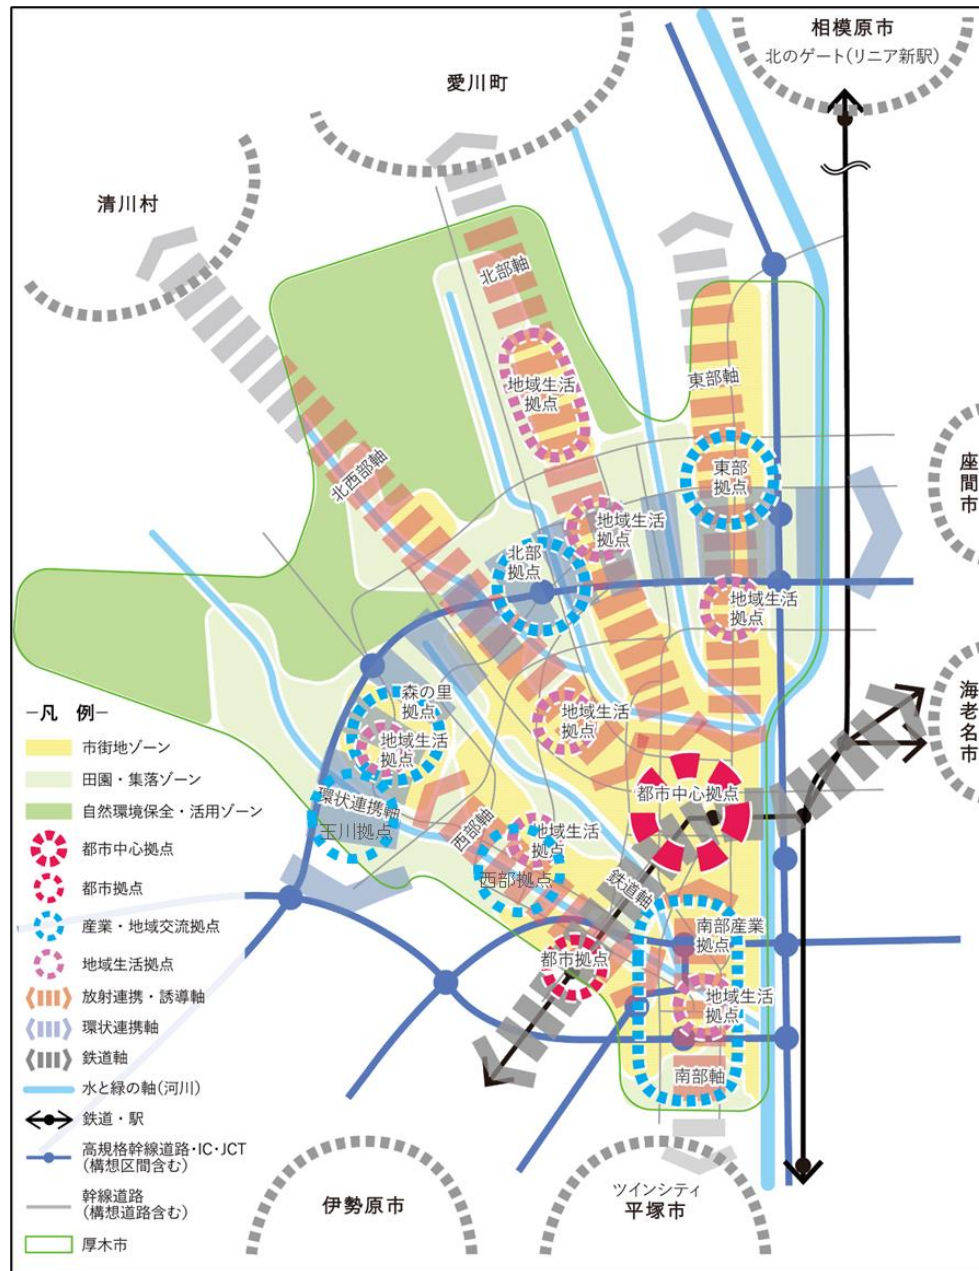 相模原市
北のゲート(リニア新駅)
愛川町
清川村
北部軸
地域生活
拠点
東部軸
北西部軸
東部
拠点
座間市
地域生活
拠点
北部
拠点
地域生活
拠点
森の里
拠点
地域生活
拠点
地域生活
拠点
海老名市
環状連携軸
玉川拠点
西部軸
地域生活
拠点
西部拠点
都市中心拠点
鉄道軸
都市拠点
南部産業
拠点
地域生活
拠点
南部軸
伊勢原市
ツインシティ
平塚市
－凡 例－
市街地ゾーン
田園・集落ゾーン
自然環境保全・活用ゾーン
都市中心拠点
都市拠点
産業・地域交流拠点
地域生活拠点
放射連携・誘導軸
環状連携軸
鉄道軸
水と緑の軸(河川)
鉄道・駅
高規格幹線道路・IC・JCT
(構想区間含む)
幹線道路
(構想道路含む)
厚木市